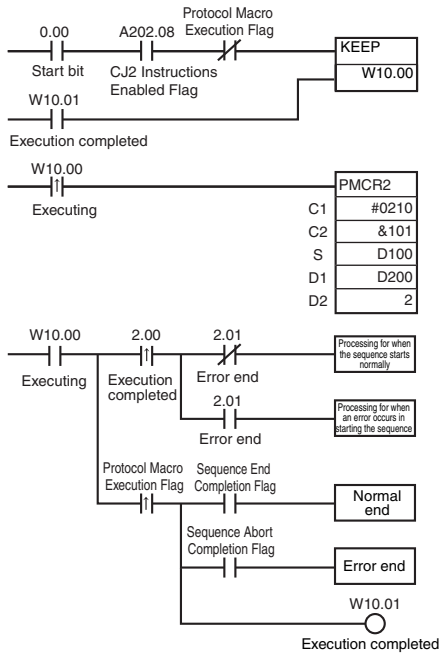 Protocol Macro
0.00 A202.08 Execution Flag
KEEP
Start bit CJ2 Instructions W10.00
Enabled Flag
W10.01
Execution completed
W10.00
PMCR2
Executing
C1 #0210
C2 &101
S D100
D1 D200
D2 2
W10.00 2.00 2.01
Processing for when
the sequence starts
normally
Executing Execution Error end
completed
2.01
Processing for when
an error occurs in
starting the sequence
Error end
Protocol Macro Sequence End
Execution Flag Completion Flag
Normal
end
Sequence Abort
Completion Flag
Error end
W10.01
Execution completed